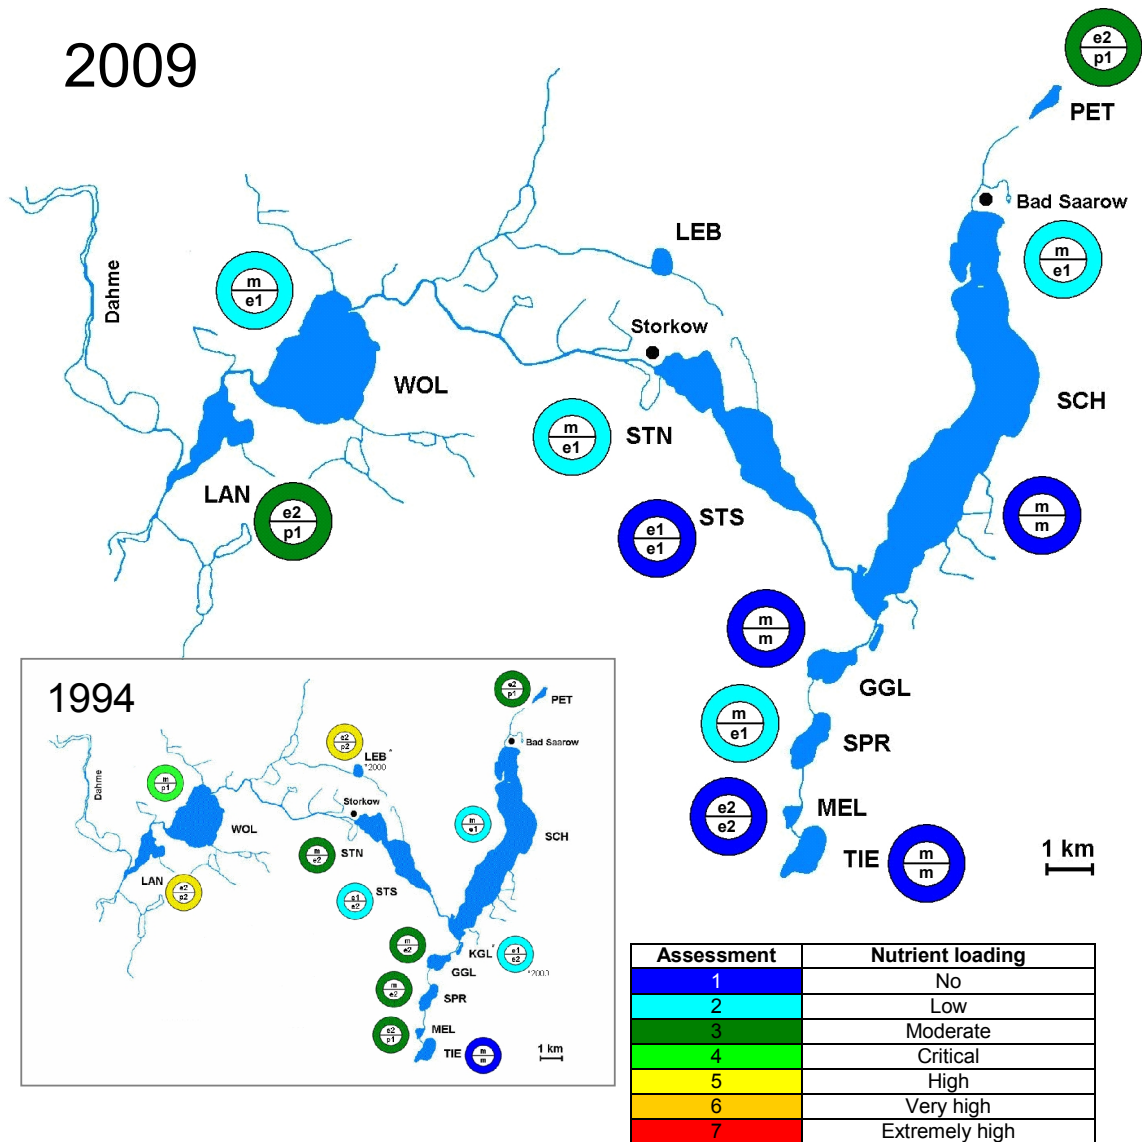 2009
e2
p1
PET
Bad Saarow
m
e1
LEB
Dahme
m
e1
Storkow
WOL
SCH
m
e1
STN
LAN
e2
p1
STS
e1
e1
m
m
m
m
GGL
m
e1
SPR
e2
e2
MEL
TIE
m
m
1 km
1994
e2
p1
PET
Bad Saarow
e2
p2
LEB*
*2000
Dahme
m
p1
Storkow
WOL
m
e1
SCH
m
e2
STN
LAN
e2
p2
STS
e1
e2
m
e2
KGL*
e1
e2
*2003
GGL
m
e2
SPR
e2
p1
MEL
TIE
m
m
1 km
Assessment Nutrient loading
1 No
2 Low
3 Moderate
4 Critical
5 High
6 Very high
7 Extremely high